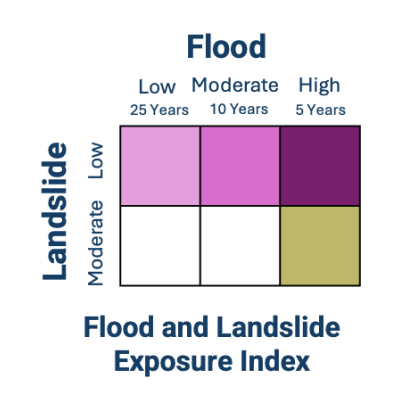 Flood
Low Moderate High
25 Years 10 Years 5 Years
Landslide
Low
Moderate
Flood and Landslide
Exposure Index